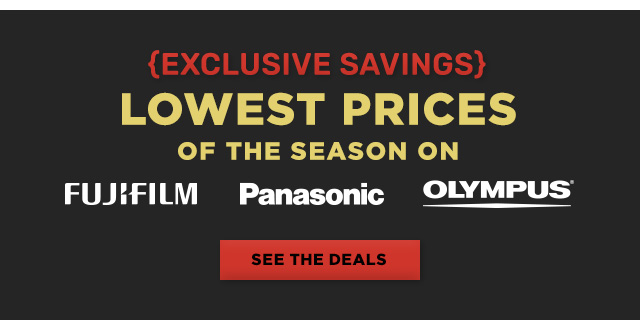 {EXCLUSIVE SAVINGS}
LOWEST PRICES
OF THE SEASON ON
FUJIFILM Panasonic OLYMPUS®
SEE THE DEALS